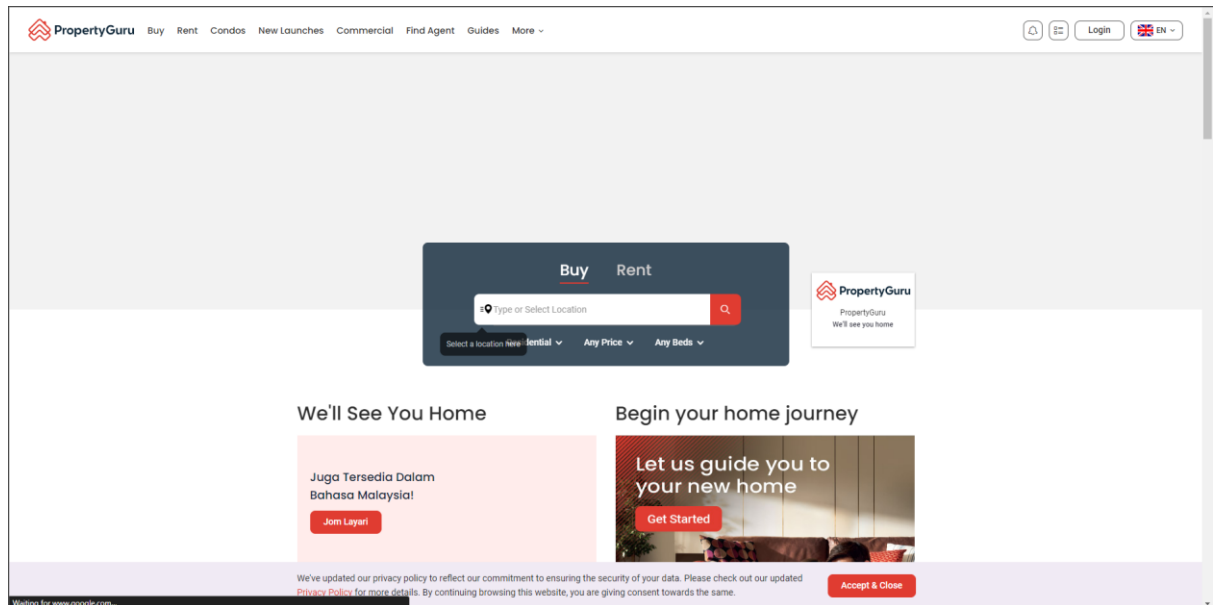 PropertyGuru Buy Rent Condos New Launches Commercial Find Agent Guides More Login EN
Buy Rent
Type or Select Location
Select a location here
Any Price Any Beds
PropertyGuru
PropertyGuru
We'll see you home
We'll See You Home
Juga Tersedia Dalam
Bahasa Malaysia!
Jom Layari
Begin your home journey
Let us guide you to
your new home
Get Started
We've updated our privacy policy to reflect our commitment to ensuring the security of your data. Please check out our updated
Privacy Policy for more details. By continuing browsing this website, you are giving consent towards the same.
Accept & Close
Waiting for www.google.com...